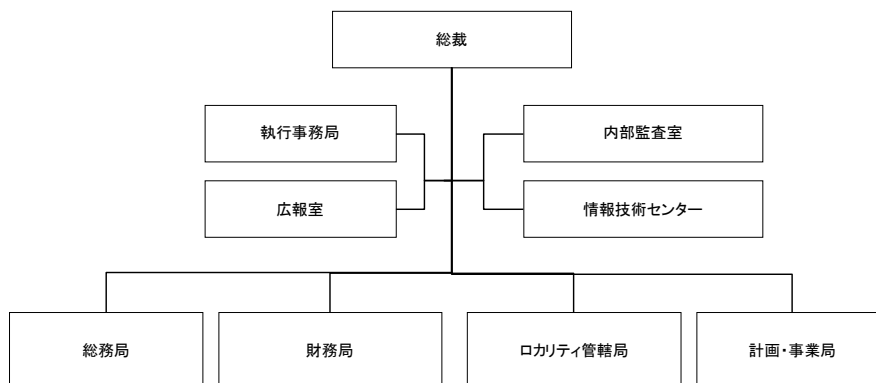 総裁
執行事務局
内部監査室
広報室
情報技術センター
総務局
財務局
ロカリティ管轄局
計画・事業局